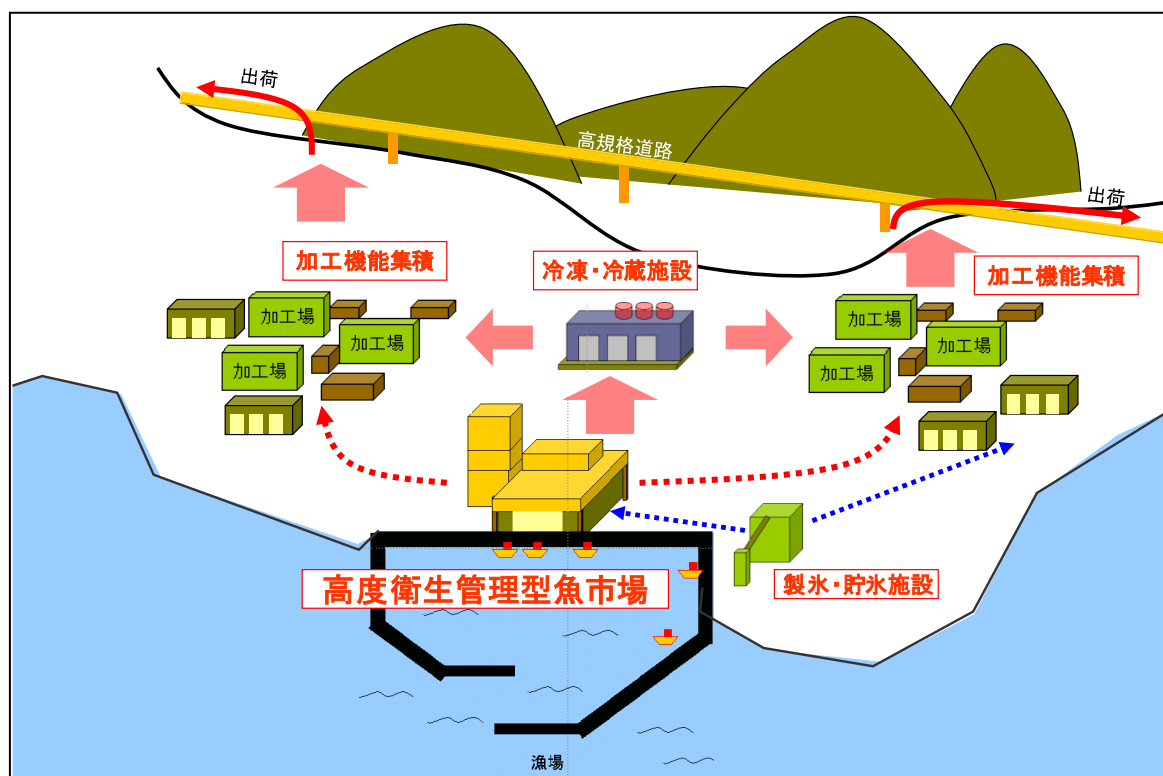 出荷
高規格道路
出荷
加工機能集積
冷凍・冷蔵施設
加工機能集積
加工場
加工場
加工場
加工場
加工場
加工場
高度衛生管理型魚市場
製氷・貯氷施設
漁場